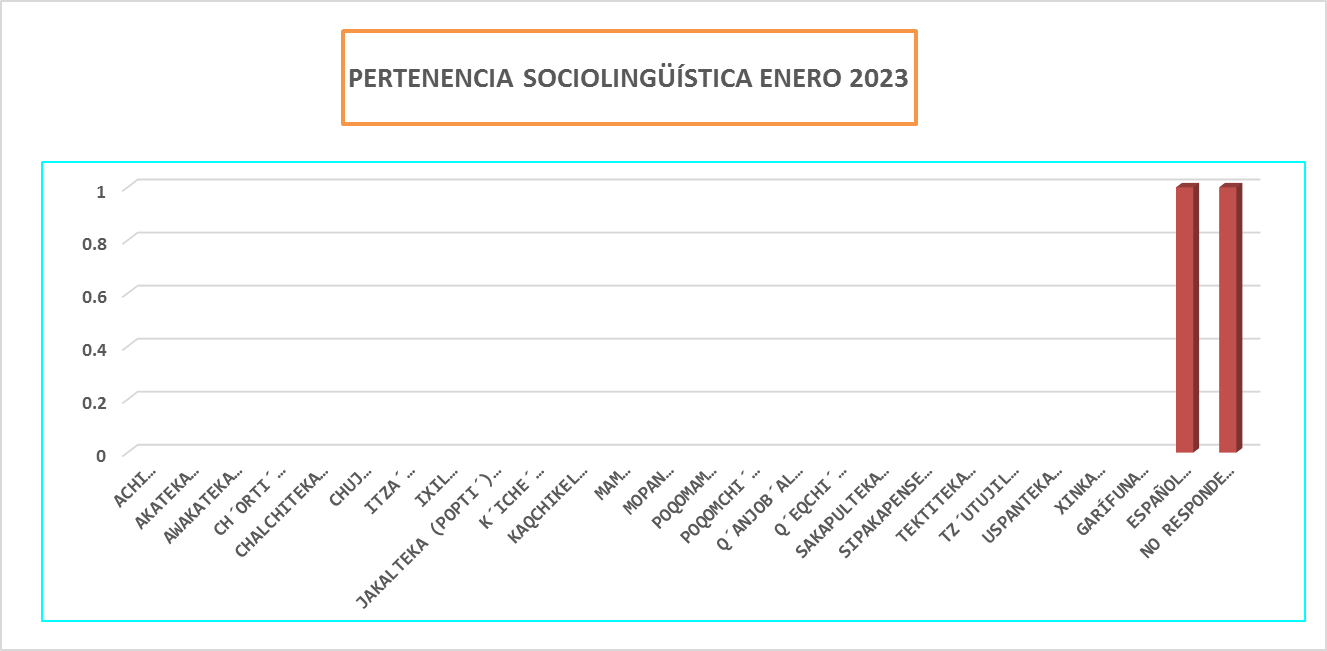 PERTENENCIA SOCIOLINGÜÍSTICA ENERO 2023
1
0.8
0.6
0.4
0.2
0
ACHI…
AKATEKA…
AWAKATEKA…
CH´ORTI´…
CHALCHITEKA…
CHUJ…
ITZA´…
IXIL…
JAKALTEKA (POPTI´)…
K´ICHE´…
KAQCHIKEL…
MAM…
MOPAN…
POQOMAM…
POQOMCHI´…
Q´ANJOB´AL…
Q´EQCHI´…
SAKAPULTEKA…
SIPAKAPENSE…
TEKTITEKA…
TZ´UTUJIL…
USPANTEKA…
XINKA…
GARÍFUNA…
ESPAÑOL…
NO RESPONDE…